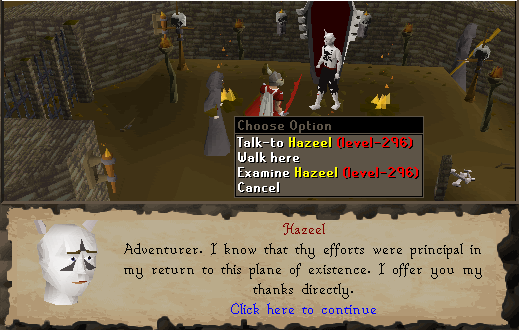 Choose Option
Talk-to Hazeel (level-296)
Walk here
Examine Hazeel (level-296)
Cancel
Hazeel
Adventurer. I know that thy efforts were principal in
my return to this plane of existence. I offer you my
thanks directly.
Click here to continue